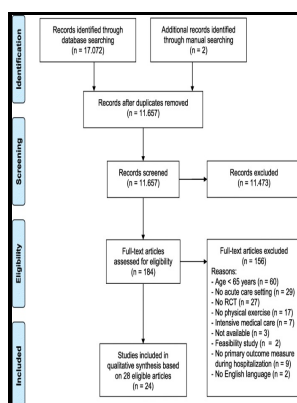 Identification
Records identified through
database searching
(n = 17.072)
Additional records identified
through manual searching
(n = 2)
Records after duplicates removed
(n = 11.657)
Screening
Records screened
(n = 11.657)
Records excluded
(n = 11.473)
Eligibility
Full-text articles
assessed for eligibility
(n = 184)
Full-text articles excluded
(n = 156)
Reasons:
- Age < 65 years (n = 60)
- No acute care setting (n = 29)
- No RCT (n = 27)
- No physical exercise (n = 17)
- Intensive medical care (n = 7)
- Not available (n = 3)
- Feasibility study (n = 2)
- No primary outcome measure
during hospitalization (n = 9)
- No English language (n = 2)
Included
Studies included in
qualitative synthesis based
on 28 eligible articles
(n = 24)